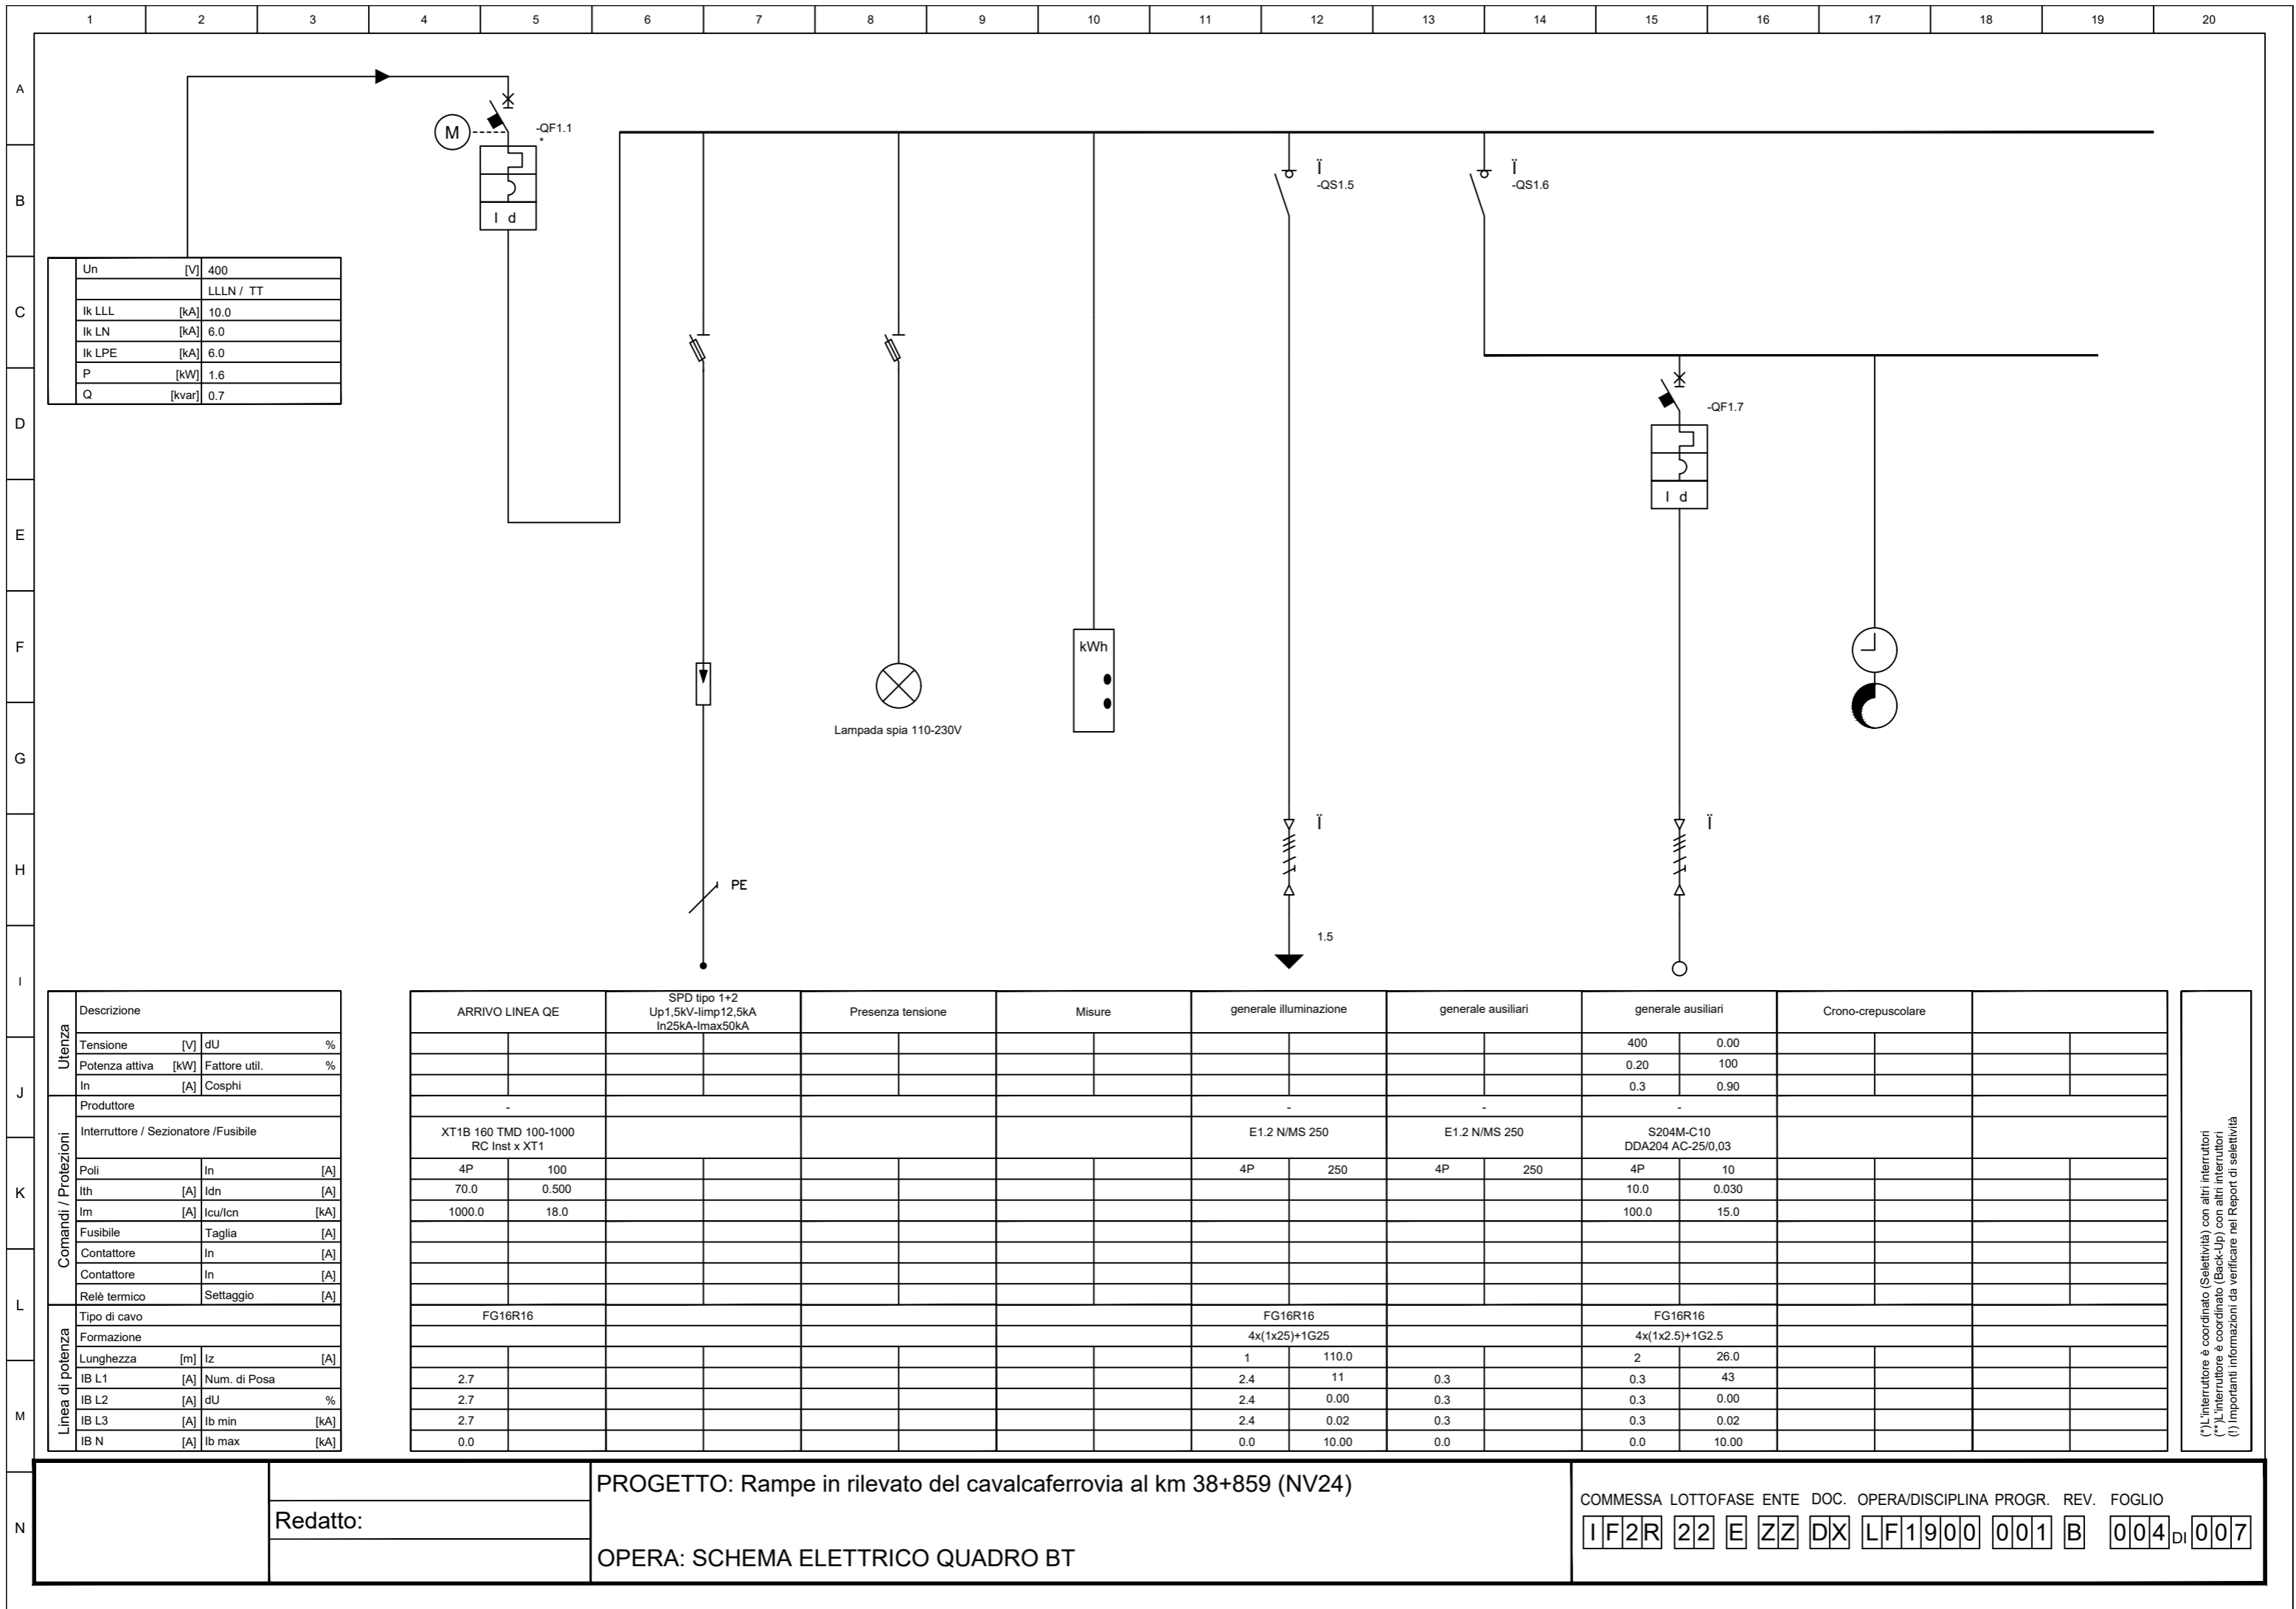 1 2 3 4 5 6 7 8 9 10 11 12 13 14 15 16 17 18 19 20
A
B
C
D
E
F
G
H
I
J
K
L
M
N
M
-QF1.1
*
I d
Ï
-QS1.5
Ï
-QS1.6
Un [V] 400
LLLN / TT
Ik LLL [kA] 10.0
Ik LN [kA] 6.0
Ik LPE [kA] 6.0
P [kW] 1.6
Q [kvar] 0.7
-QF1.7
I d
kWh
Lampada spia 110-230V
Ï
Ï
PE
1.5
Utenza
Descrizione ARRIVO LINEA QE SPD tipo 1+2 Presenza tensione Misure generale illuminazione generale ausiliari generale ausiliari Crono-crepuscolare
Up1,5kV-Iimp12,5kA
In25kA-Imax50kA
Tensione [V] dU % 400 0.00
Potenza attiva [kW] Fattore util. % 0.20 100
In [A] Cosphi 0.3 0.90
Comandi / Protezioni
Produttore - - - -
Interruttore / Sezionatore /Fusibile XT1B 160 TMD 100-1000 E1.2 N/MS 250 E1.2 N/MS 250 S204M-C10
RC Inst x XT1 DDA204 AC-25/0,03
Poli In [A] 4P 100 4P 250 4P 250 4P 10
Ith [A] Idn [A] 70.0 0.500 10.0 0.030
Im [A] Icu/Icn [kA] 1000.0 18.0 100.0 15.0
Fusibile Taglia [A]
Contattore In [A]
Contattore In [A]
Relè termico Settaggio [A]
Linea di potenza
Tipo di cavo FG16R16 FG16R16 FG16R16
Formazione 4x(1x25)+1G25 4x(1x2.5)+1G2.5
Lunghezza [m] Iz [A] 1 110.0 2 26.0
IB L1 [A] Num. di Posa 2.7 2.4 11 0.3 0.3 43
IB L2 [A] dU % 2.7 2.4 0.00 0.3 0.3 0.00
IB L3 [A] Ib min [kA] 2.7 2.4 0.02 0.3 0.3 0.02
IB N [A] Ib max [kA] 0.0 0.0 10.00 0.0 0.0 10.00
(*)L'interruttore è coordinato (Selettività) con altri interruttori
(**)L'interruttore è coordinato (Back-Up) con altri interruttori
(!) Importanti informazioni da verificare nel Report di selettività
Redatto:
PROGETTO: Rampe in rilevato del cavalcaferrovia al km 38+859 (NV24)
OPERA: SCHEMA ELETTRICO QUADRO BT
COMMESSA LOTTO FASE ENTE DOC. OPERA/DISCIPLINA PROGR. REV. FOGLIO
IF2R 22 E ZZ DX LF1900 001 B 004 DI 007